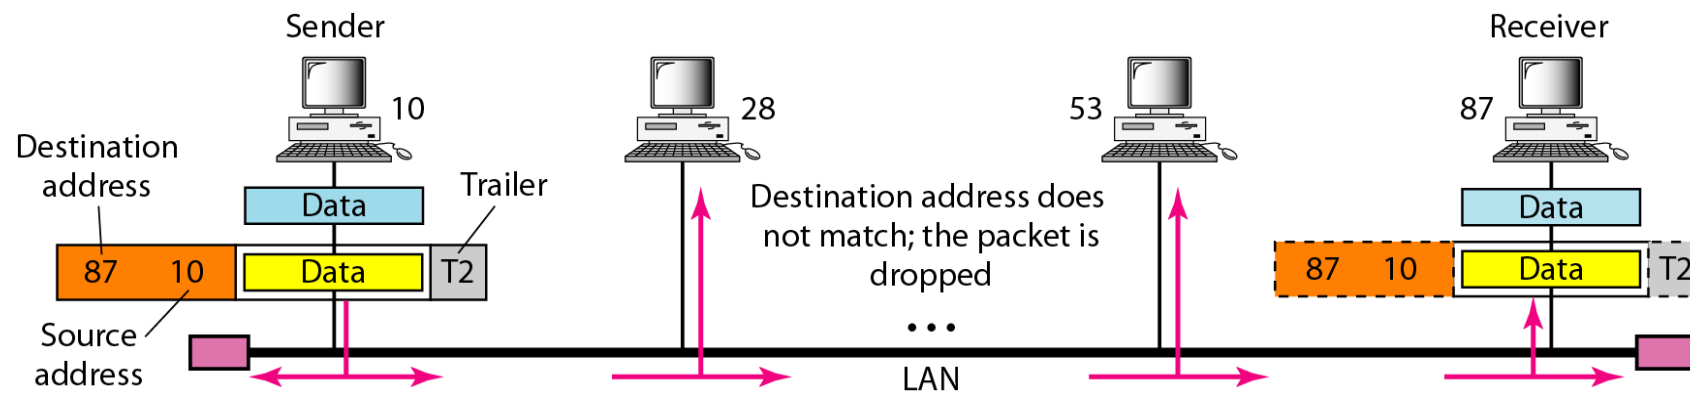 Sender
Receiver
10
28
53
87
Destination
address
Trailer
Data
Destination address does
not match; the packet is
dropped
Data
87 10 Data T2
87 10 Data T2
Source
address
...
LAN